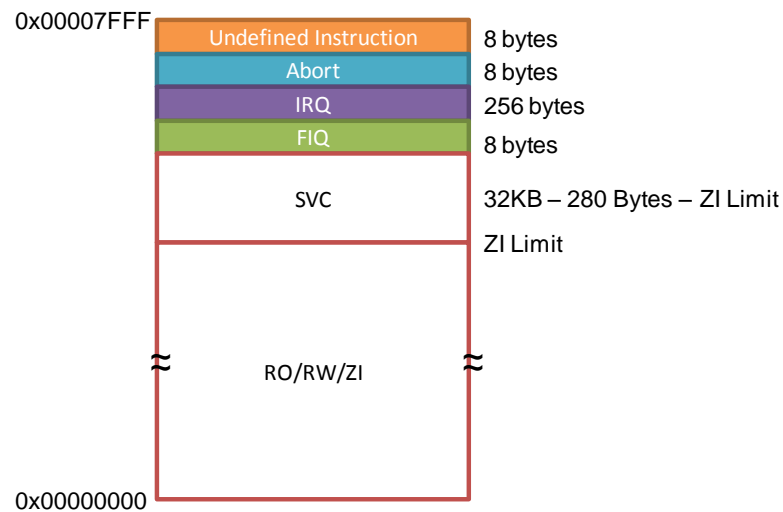 0x00007FFF
Undefined Instruction 8 bytes
Abort 8 bytes
IRQ 256 bytes
FIQ 8 bytes
SVC 32KB – 280 Bytes – ZI Limit
ZI Limit
RO/RW/ZI
0x00000000